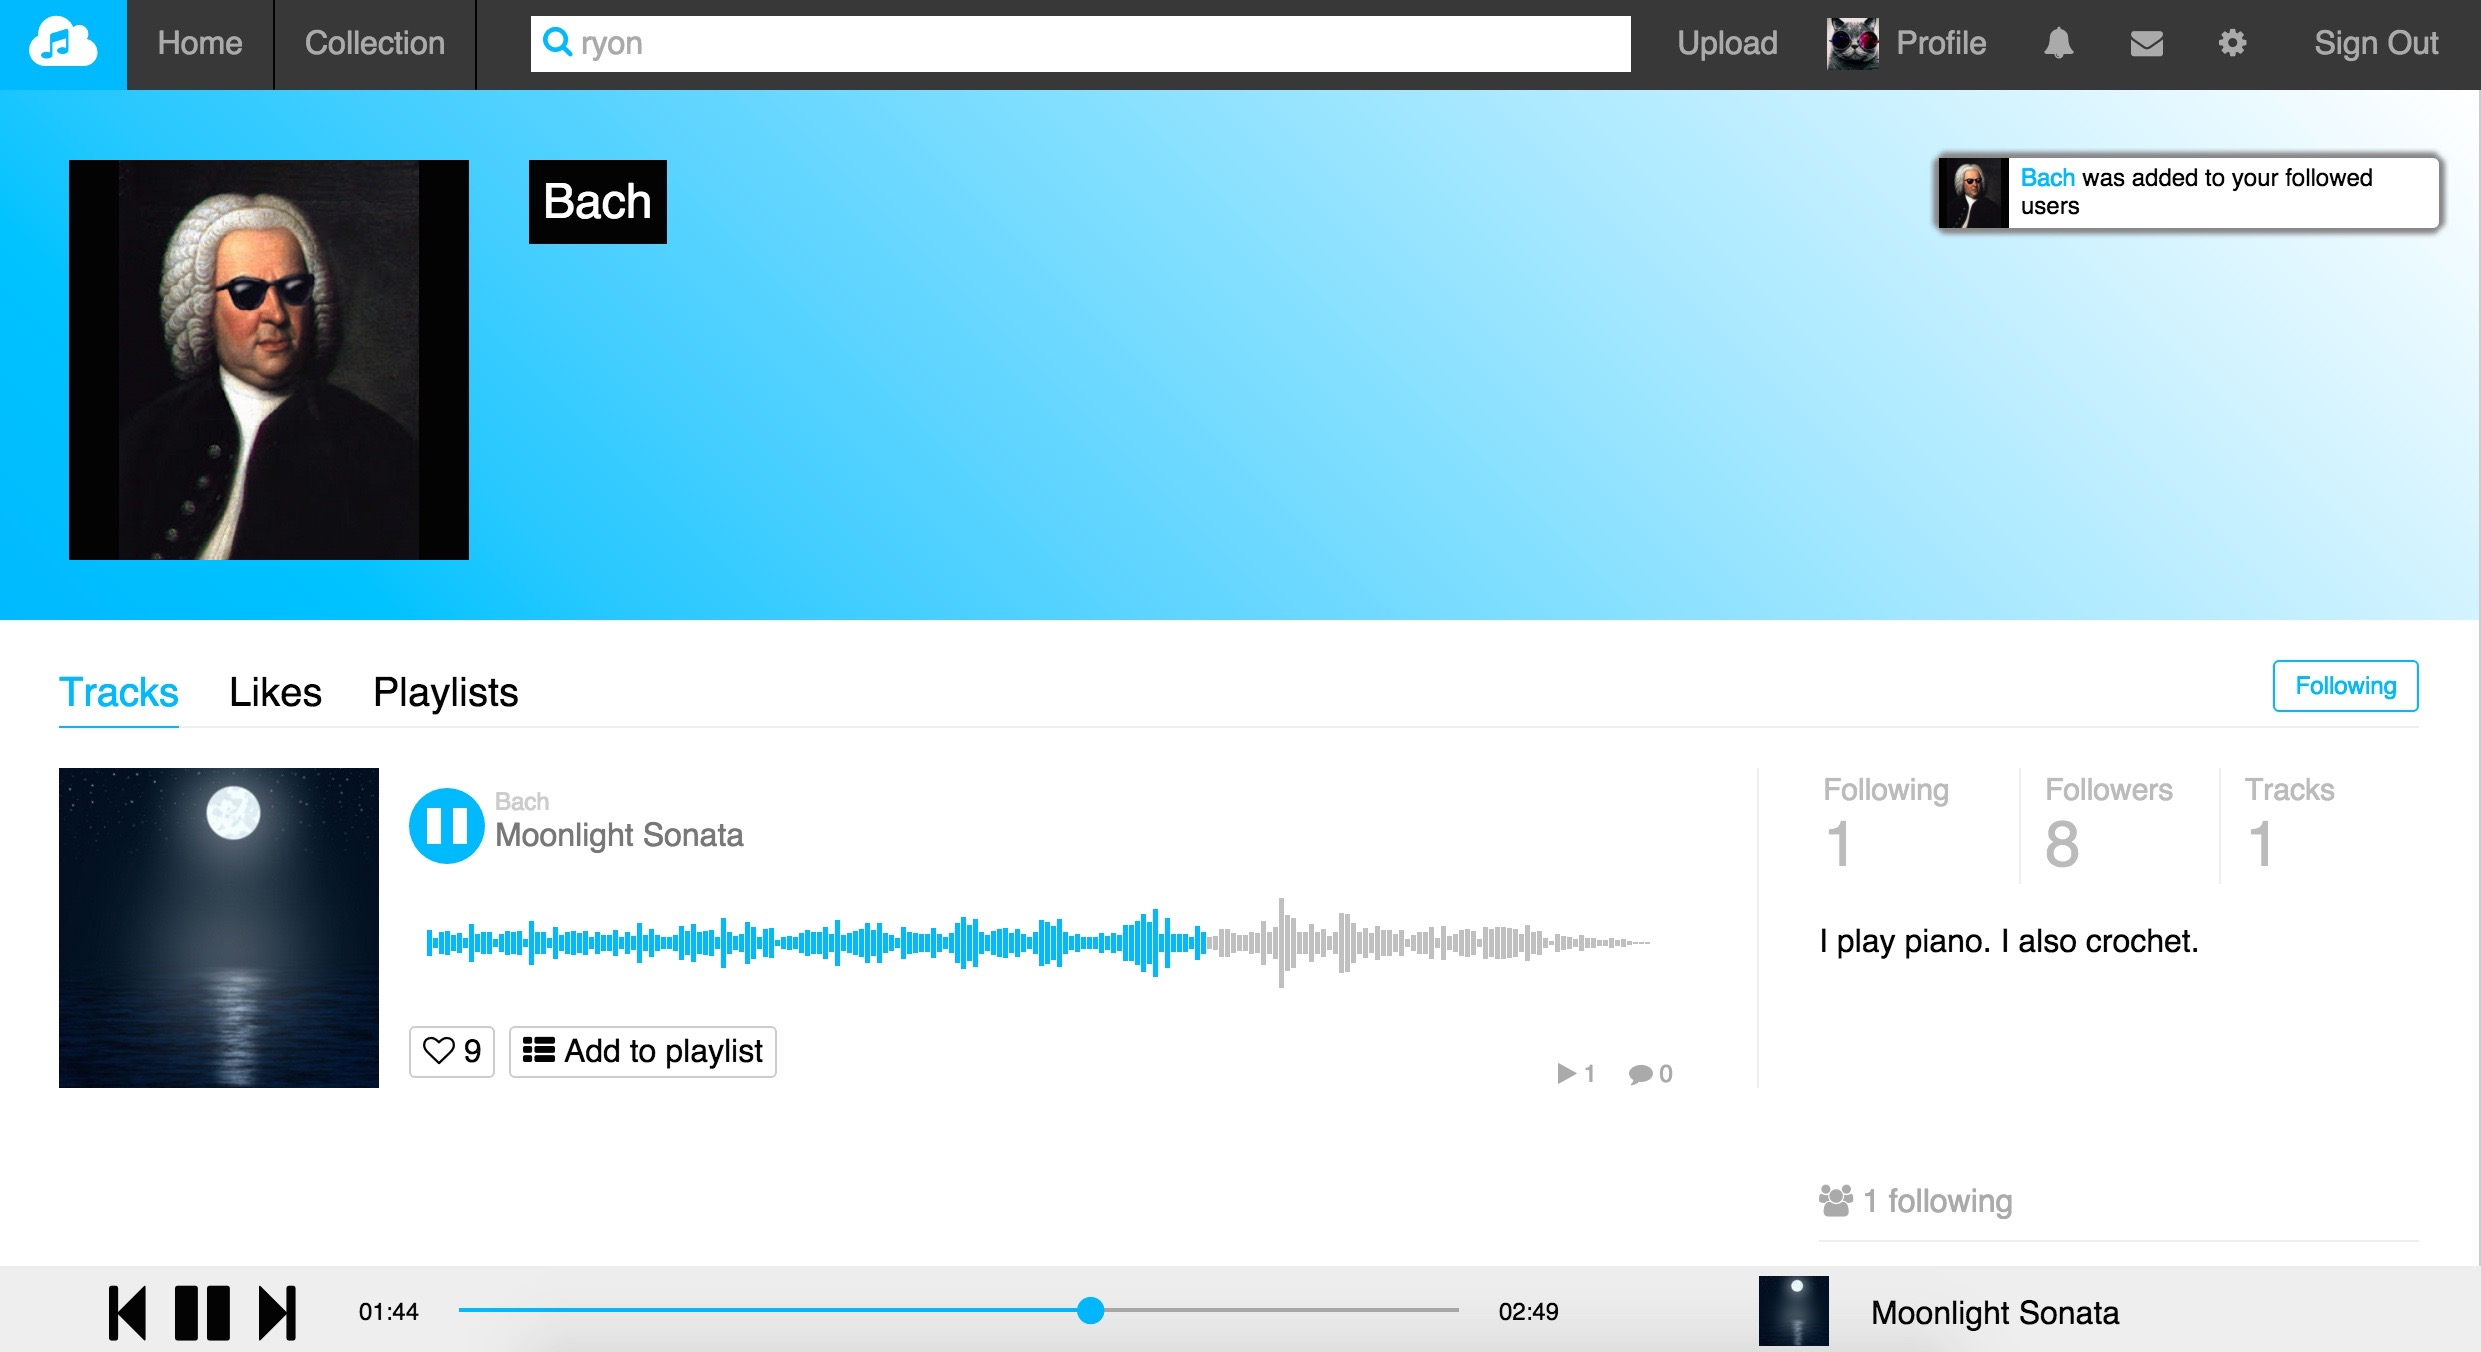 Home
Collection
ryon
Upload
Profile
Sign Out
Bach
Bach was added to your followed
users
Tracks
Likes
Playlists
Following
Bach
Moonlight Sonata
9
Add to playlist
1
0
Following
1
Followers
8
Tracks
1
I play piano. I also crochet.
1 following
01:44
02:49
Moonlight Sonata